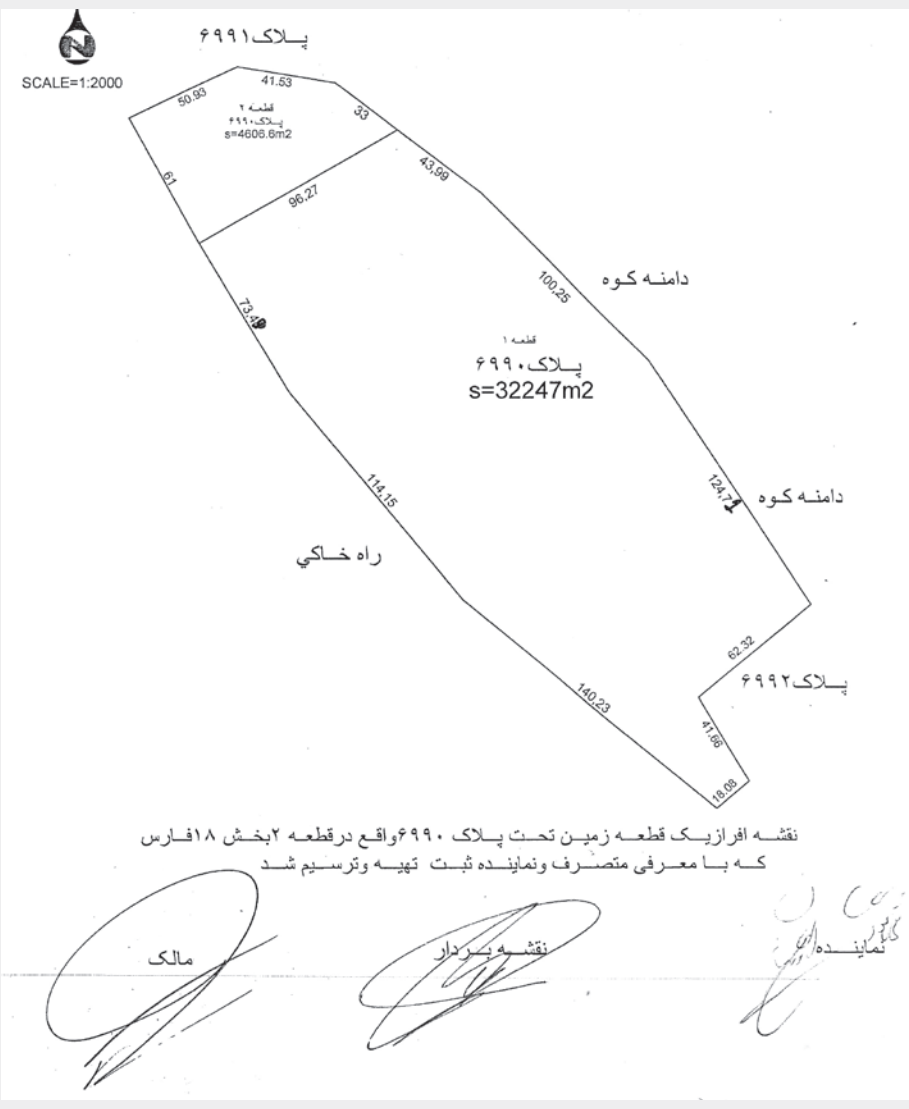 N
پلاک۶۹۹۱
SCALE=1:2000
50.93
41.53
33
قطعه ۲
پلاک۶۹۹۰
s=4606.6m2
61
96,27
43,99
73,49
100,25
دامنه کوه
قطعه ۱
پلاک۶۹۹۰
s=32247m2
114,15
124,71
دامنه کوه
راه خاكي
62.32
پلاک۶۹۹۲
140,23
41.66
18.08
نقشه افرازیک قطعه زمین تحت پلاک ۶۹۹۰واقع درقطعه ۲بخش ۱۸فارس
که با معرفی متصرف ونماینده ثبت تهیه وترسیم شد
مالک
نقشه بردار
نماینده